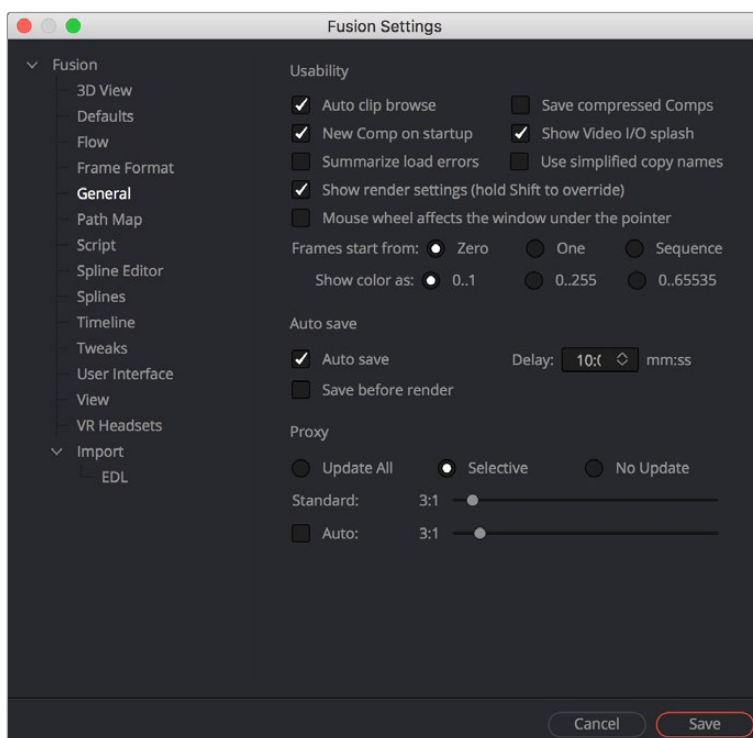 Fusion Settings
Fusion
3D View
Defaults
Flow
Frame Format
General
Path Map
Script
Spline Editor
Splines
Timeline
Tweaks
User Interface
View
VR Headsets
Import
EDL
Usability
Auto clip browse Save compressed Comps
New Comp on startup Show Video I/O splash
Summarize load errors Use simplified copy names
Show render settings (hold Shift to override)
Mouse wheel affects the window under the pointer
Frames start from: Zero One Sequence
Show color as: 0..1 0..255 0..65535
Auto save
Auto save Delay: 10:( mm:ss
Save before render
Proxy
Update All Selective No Update
Standard: 3:1
Auto: 3:1
Cancel Save